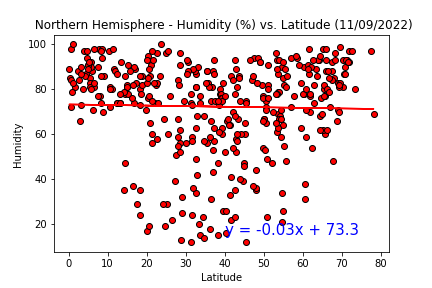 Northern Hemisphere - Humidity (%) vs. Latitude (11/09/2022)
100
80
60
40
20
Humidity
y = -0.03x + 73.3
0 10 20 30 40 50 60 70 80
Latitude